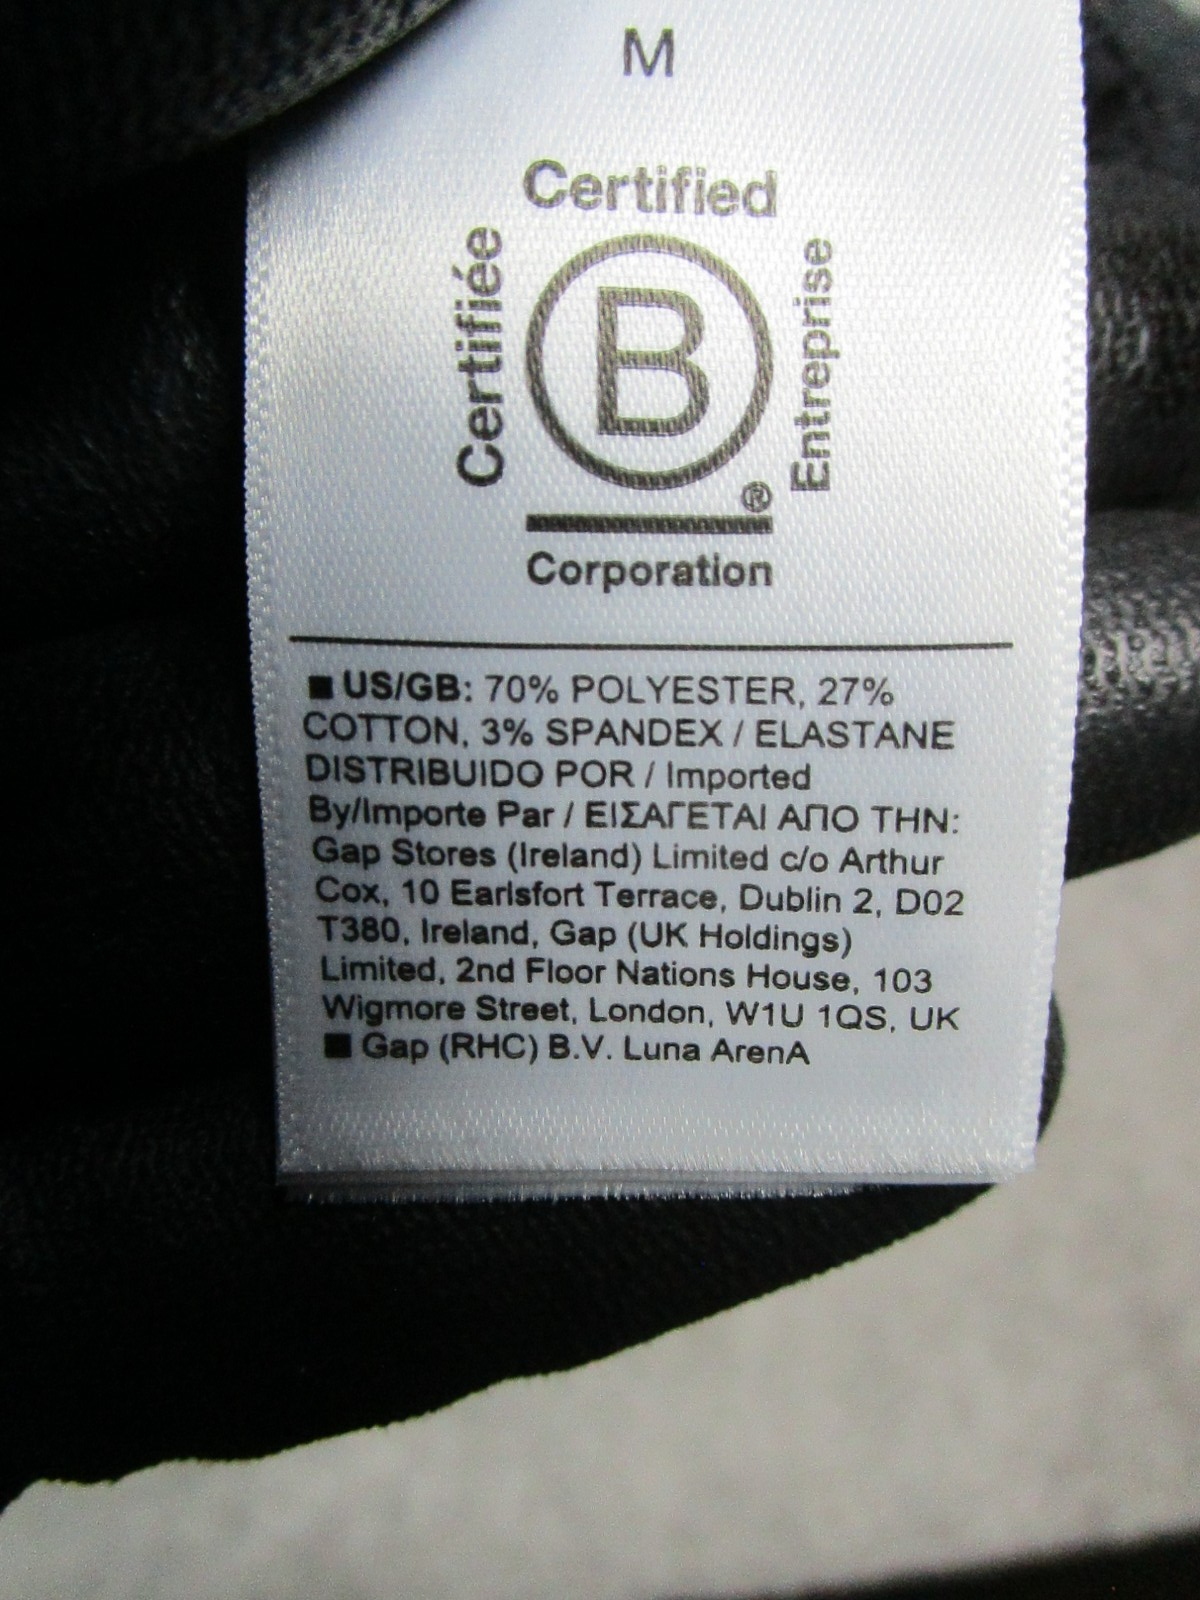 M
Certified
Certifiée
B
®
Entreprise
Corporation
■ US/GB: 70% POLYESTER, 27%
COTTON, 3% SPANDEX / ELASTANE
DISTRIBUIDO POR / Imported
By/Importe Par / ΕΙΣΑΓΕΤΑΙ ΑΠΟ ΤΗΝ:
Gap Stores (Ireland) Limited c/o Arthur
Cox, 10 Earlsfort Terrace, Dublin 2, D02
T380, Ireland, Gap (UK Holdings)
Limited, 2nd Floor Nations House, 103
Wigmore Street, London, W1U 1QS, UK
■ Gap (RHC) B.V. Luna ArenA